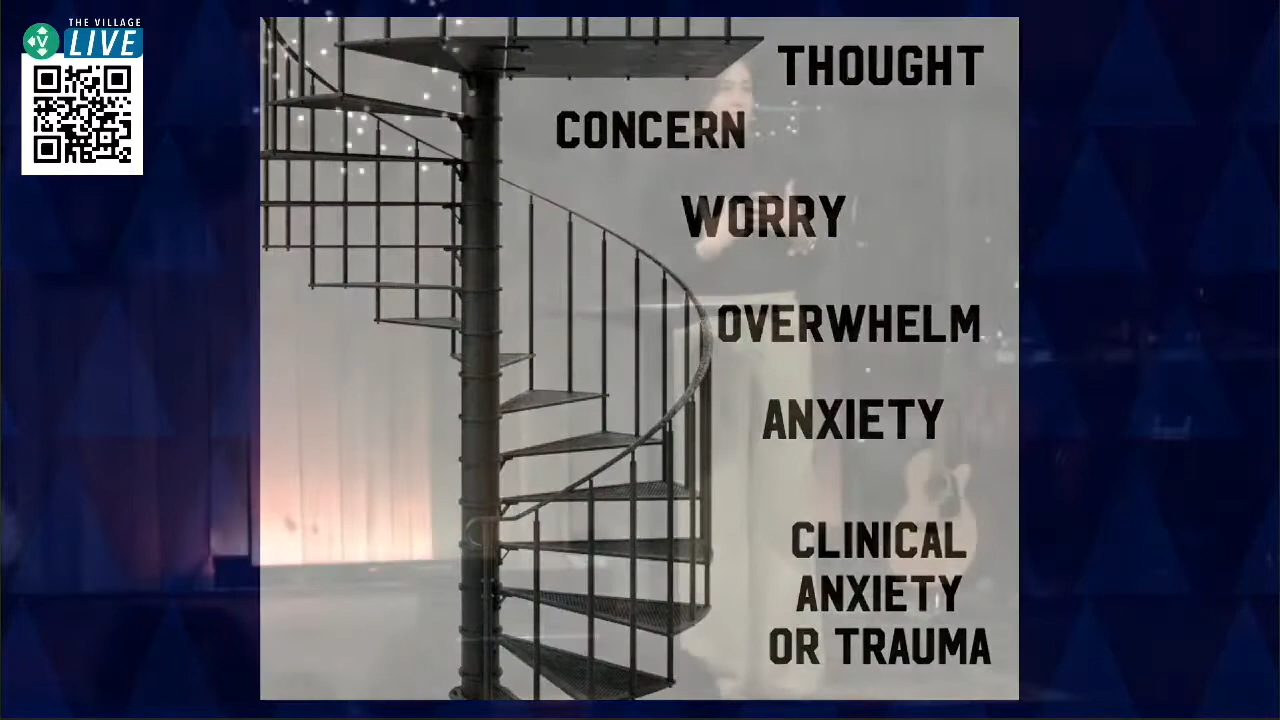 THE VILLAGE
V LIVE
THOUGHT
CONCERN
WORRY
OVERWHELM
ANXIETY
CLINICAL
ANXIETY
OR TRAUMA